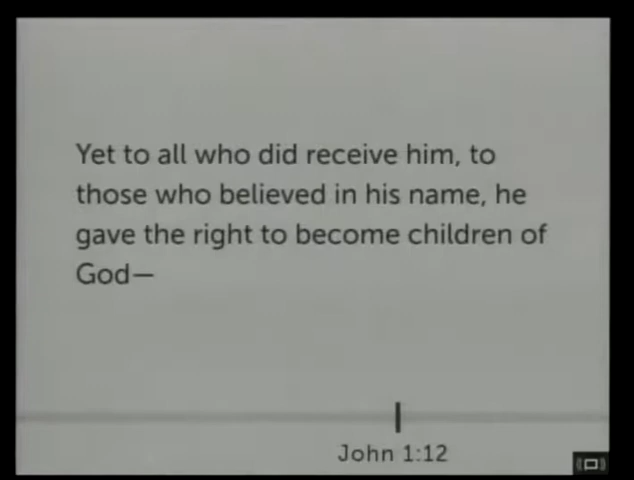 Yet to all who did receive him, to
those who believed in his name, he
gave the right to become children of
God—
John 1:12